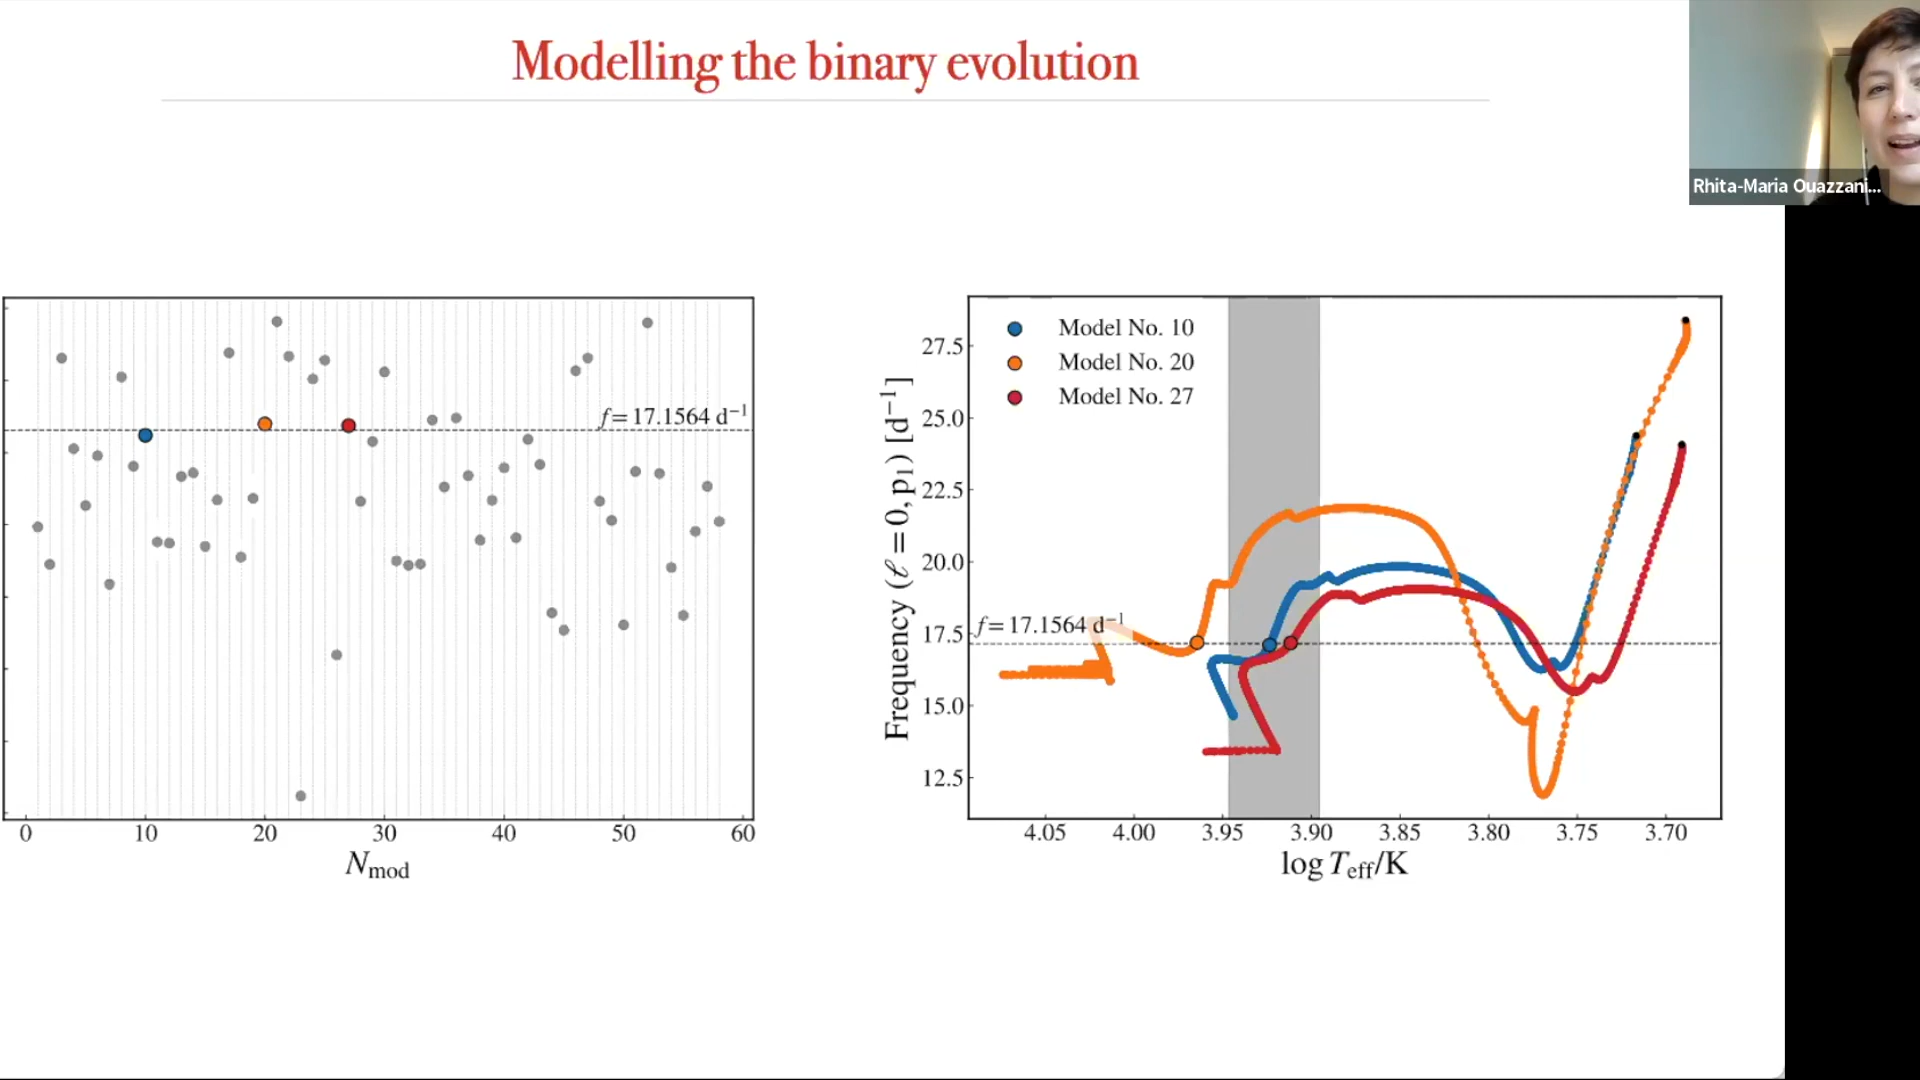 Modelling the binary evolution
Rhita-Maria Ouazzani...
f = 17.1564 d⁻¹
0 10 20 30 40 50 60
Nmod
Model No. 10
Model No. 20
Model No. 27
Frequency (ℓ = 0, p₁) [d⁻¹]
27.5
25.0
22.5
20.0
17.5
15.0
12.5
f = 17.1564 d⁻¹
4.05 4.00 3.95 3.90 3.85 3.80 3.75 3.70
log Teff/K